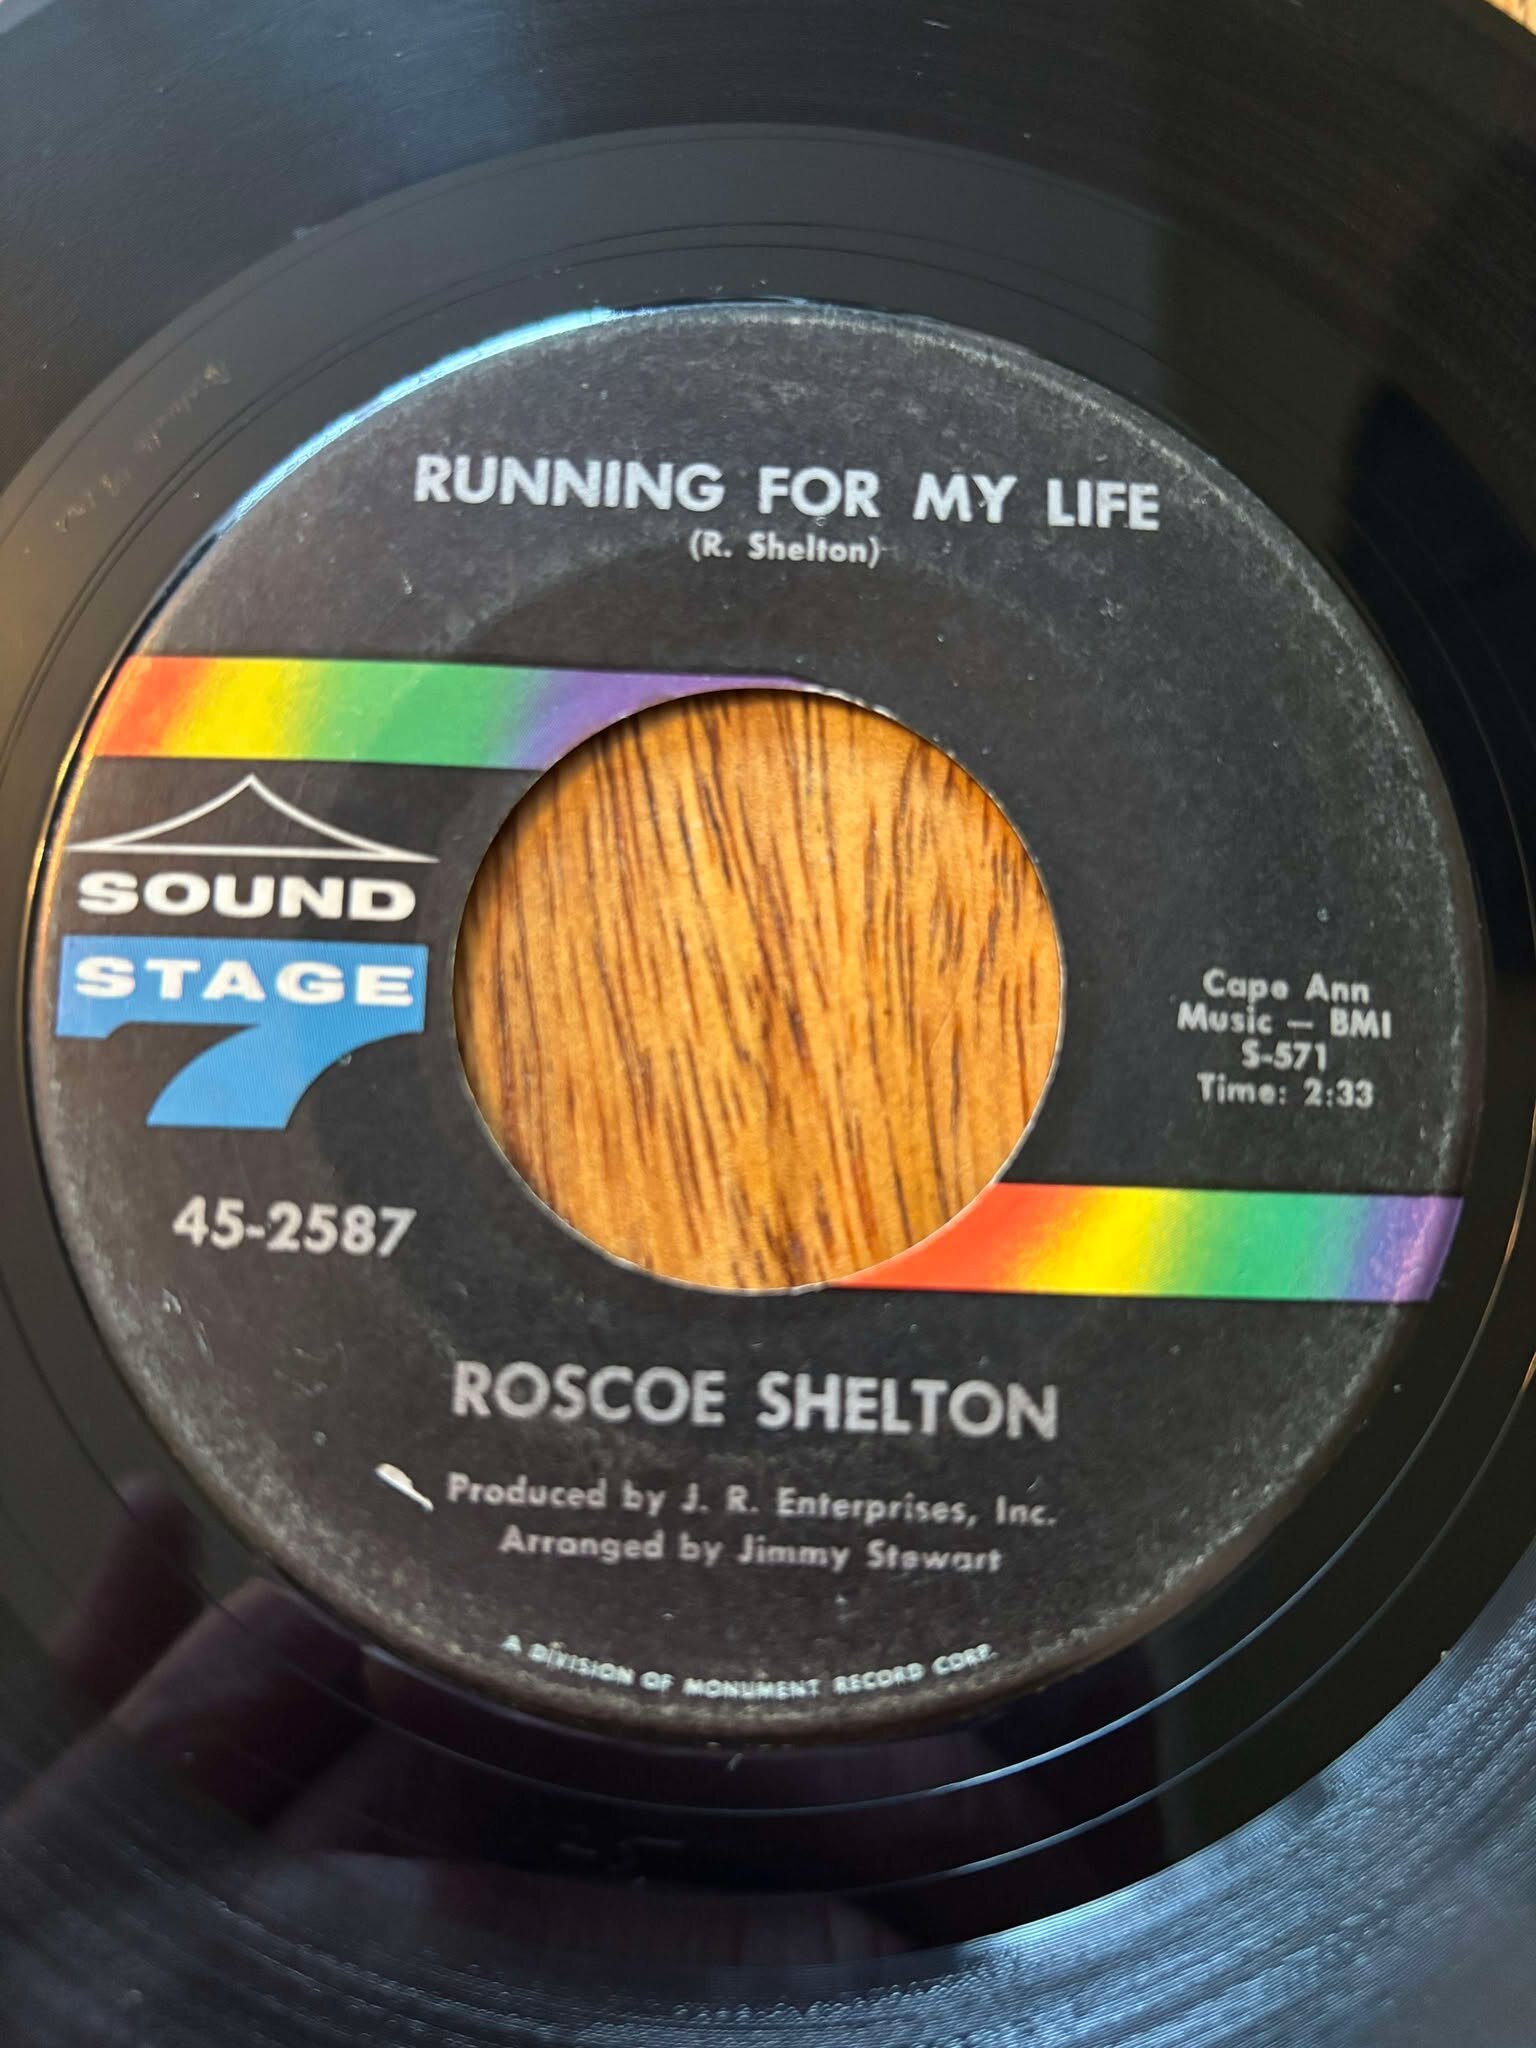 RUNNING FOR MY LIFE
(R. Shelton)
SOUND
STAGE
7
45-2587
Cape Ann
Music — BMI
S-571
Time: 2:33
ROSCOE SHELTON
Produced by J. R. Enterprises, Inc.
Arranged by Jimmy Stewart
A DIVISION OF MONUMENT RECORD CORP.